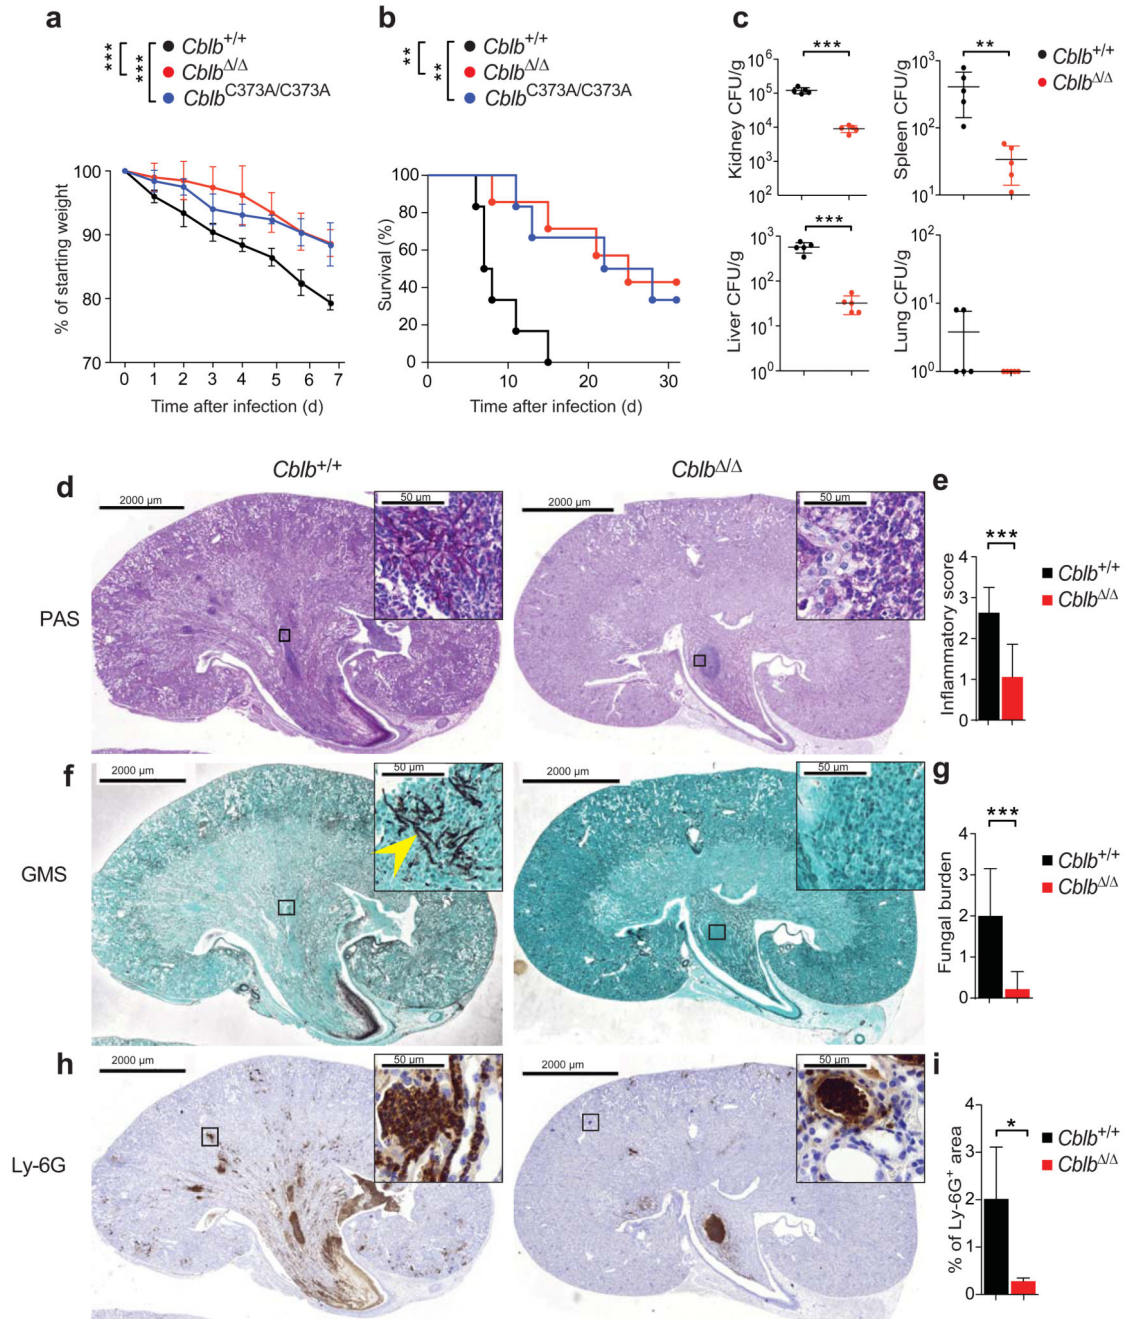 a
*** ***
Cblb+/+
CblbΔ/Δ
CblbC373A/C373A
% of starting weight
100
90
80
70
0 1 2 3 4 5 6 7
Time after infection (d)
b
** **
Cblb+/+
CblbΔ/Δ
CblbC373A/C373A
Survival (%)
100
80
60
40
20
0
0 10 20 30
Time after infection (d)
c
Kidney CFU/g
10⁶
10⁵
10⁴
10³
10²
***
Spleen CFU/g
10³
10²
10¹
**
Cblb+/+
CblbΔ/Δ
Liver CFU/g
10³
10²
10¹
10⁰
***
Lung CFU/g
10²
10¹
10⁰
Cblb+/+ CblbΔ/Δ
d
PAS
2000 µm
50 µm
2000 µm
50 µm
e
Inflammatory score
4
3
2
1
0
***
Cblb+/+
CblbΔ/Δ
f
GMS
2000 µm
50 µm
2000 µm
50 µm
g
Fungal burden
4
3
2
1
0
***
Cblb+/+
CblbΔ/Δ
h
Ly-6G
2000 µm
50 µm
2000 µm
50 µm
i
% of Ly-6G+ area
4
3
2
1
0
*
Cblb+/+
CblbΔ/Δ